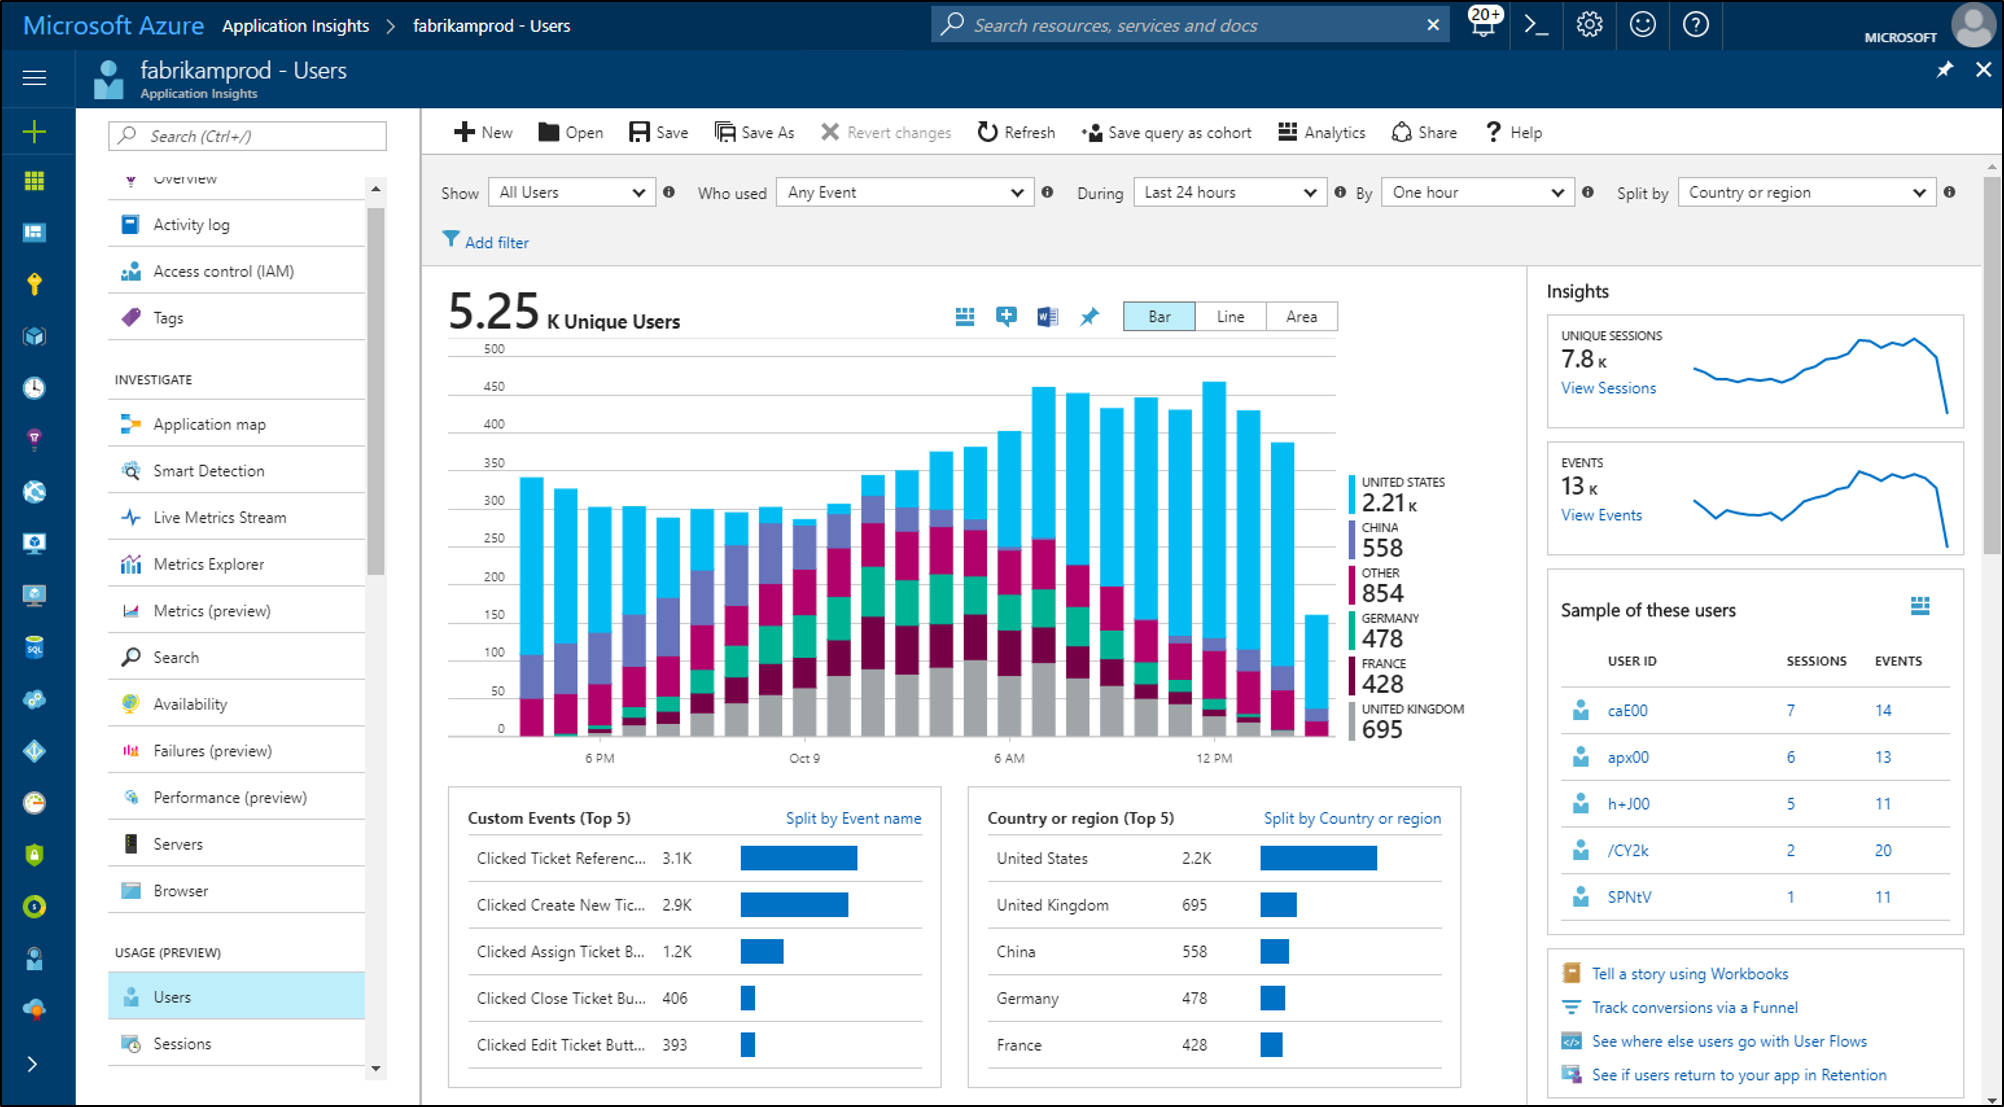 Microsoft Azure Application Insights > fabrikamprod - Users Search resources, services and docs 20+ MICROSOFT
fabrikamprod - Users
Application Insights
Search (Ctrl+/)
Overview
Activity log
Access control (IAM)
Tags
INVESTIGATE
Application map
Smart Detection
Live Metrics Stream
Metrics Explorer
Metrics (preview)
Search
Availability
Failures (preview)
Performance (preview)
Servers
Browser
USAGE (PREVIEW)
Users
Sessions
New Open Save Save As Revert changes Refresh Save query as cohort Analytics Share Help
Show All Users Who used Any Event During Last 24 hours By One hour Split by Country or region
Add filter
5.25 K Unique Users
Bar Line Area
500
450
400
350
300
250
200
150
100
50
0
6 PM Oct 9 6 AM 12 PM
UNITED STATES
2.21 K
CHINA
558
OTHER
854
GERMANY
478
FRANCE
428
UNITED KINGDOM
695
Custom Events (Top 5) Split by Event name
Clicked Ticket Referenc... 3.1K
Clicked Create New Tic... 2.9K
Clicked Assign Ticket B... 1.2K
Clicked Close Ticket Bu... 406
Clicked Edit Ticket Butt... 393
Country or region (Top 5) Split by Country or region
United States 2.2K
United Kingdom 695
China 558
Germany 478
France 428
Insights
UNIQUE SESSIONS
7.8 K
View Sessions
EVENTS
13 K
View Events
Sample of these users
USER ID SESSIONS EVENTS
caE00 7 14
apx00 6 13
h+J00 5 11
/CY2k 2 20
SPNtV 1 11
Tell a story using Workbooks
Track conversions via a Funnel
See where else users go with User Flows
See if users return to your app in Retention